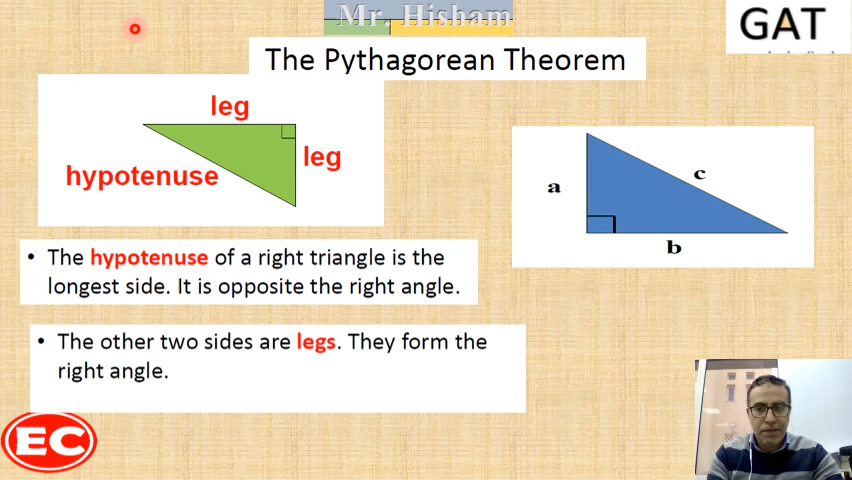 Mr. Hisham
GAT
The Pythagorean Theorem
leg
leg
hypotenuse
a
c
b
• The hypotenuse of a right triangle is the
longest side. It is opposite the right angle.
• The other two sides are legs. They form the
right angle.
EC